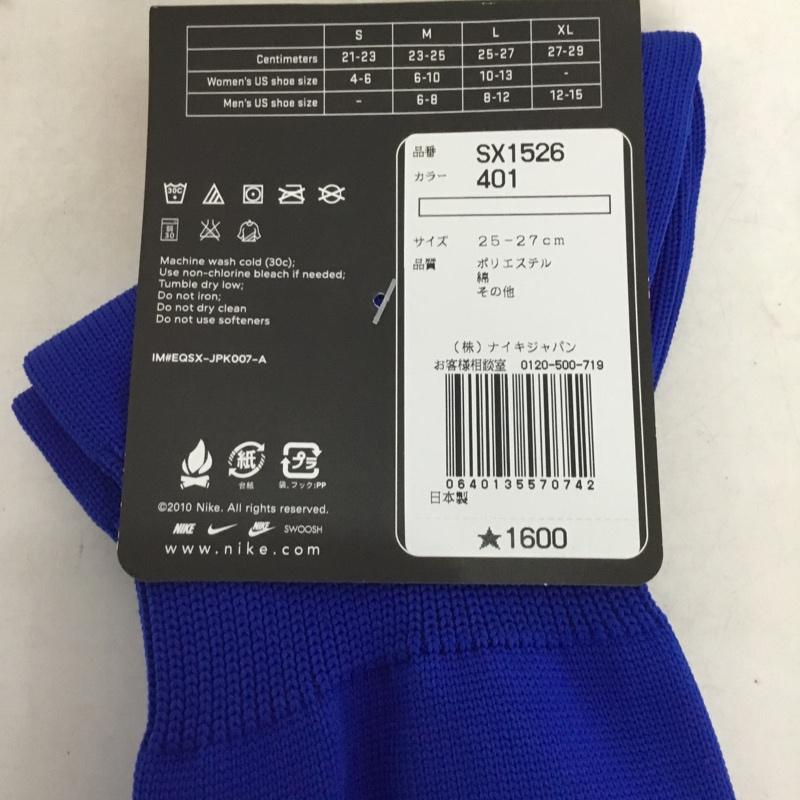 S M L XL
Centimeters 21-23 23-25 25-27 27-29
Women's US shoe size 4-6 6-10 10-13 -
Men's US shoe size - 6-8 8-12 12-15
30C
弱
30
Machine wash cold (30c);
Use non-chlorine bleach if needed;
Tumble dry low;
Do not iron;
Do not dry clean
Do not use softeners
IM#EQSX-JPK007-A
紙
台紙
プラ
袋、フック:PP
©2010 Nike. All rights reserved.
NIKE NIKE SWOOSH
www.nike.com
品番 SX1526
カラー 401
サイズ 25-27cm
品質 ポリエステル
綿
その他
(株)ナイキジャパン
お客様相談室 0120-500-719
0640135570742
日本製
★1600